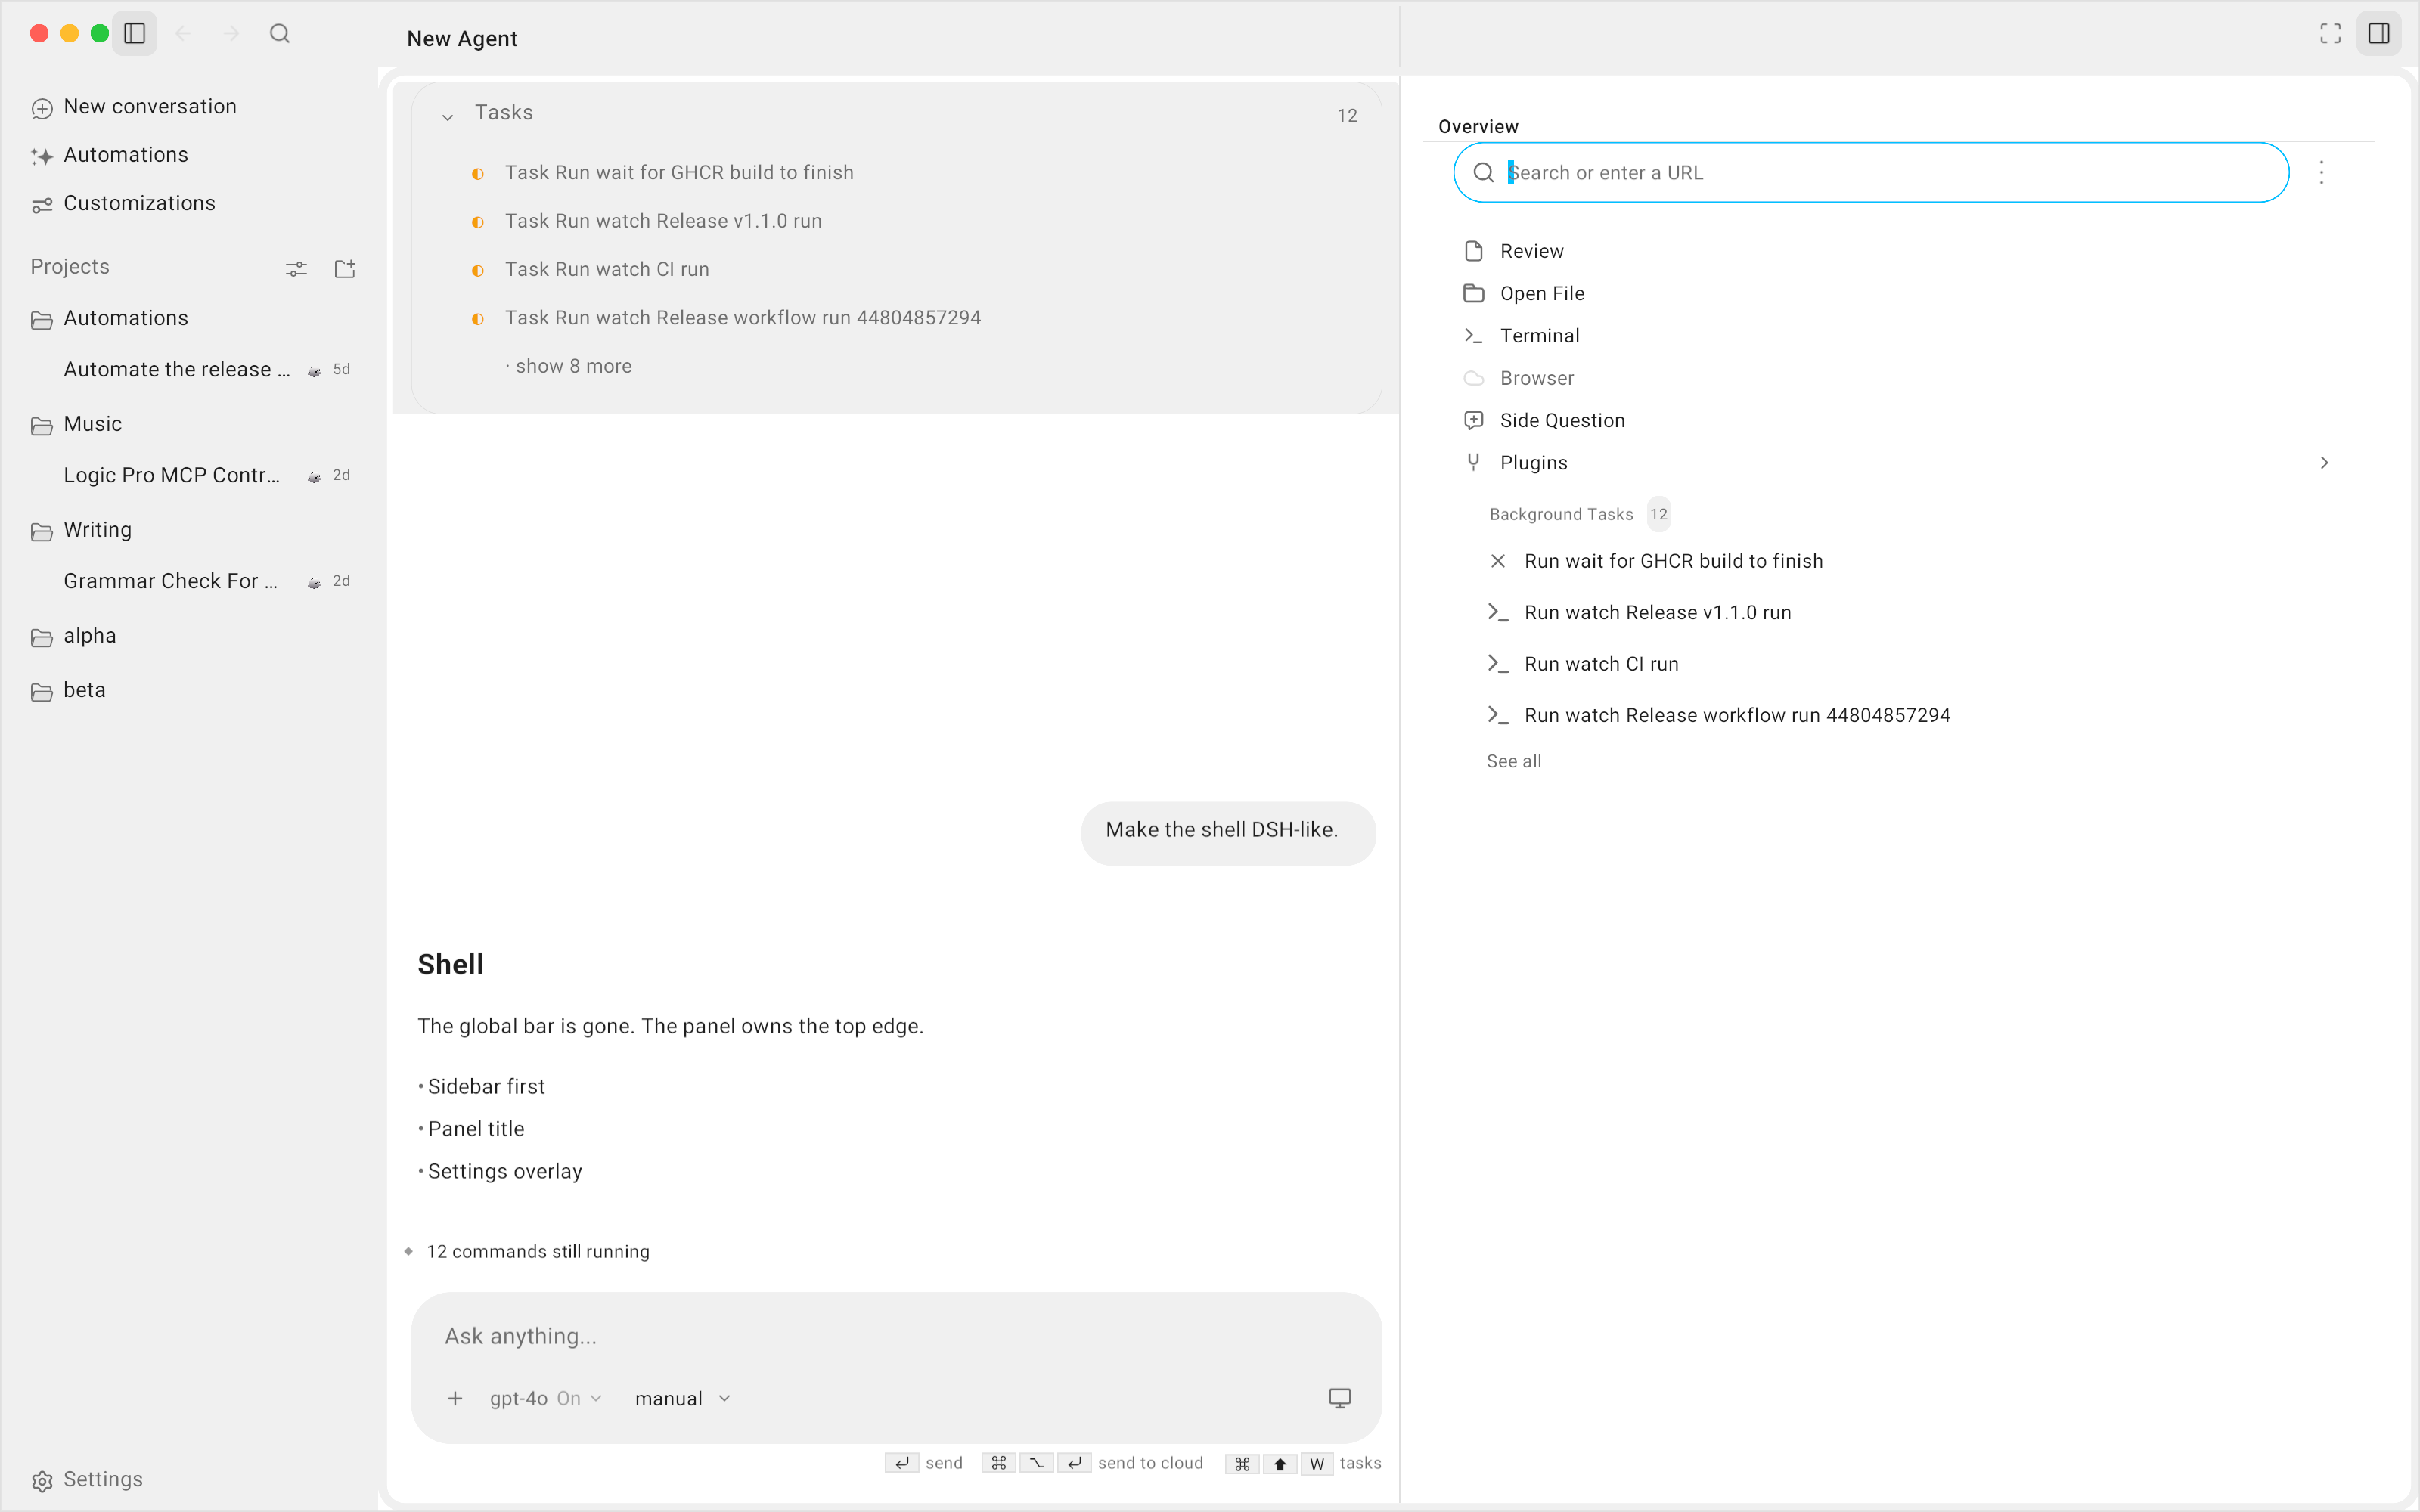 New Agent
New conversation
Automations
Customizations
Projects
Automations
Automate the release ... 5d
Music
Logic Pro MCP Contr... 2d
Writing
Grammar Check For ... 2d
alpha
beta
Settings
Tasks 12
Task Run wait for GHCR build to finish
Task Run watch Release v1.1.0 run
Task Run watch CI run
Task Run watch Release workflow run 44804857294
· show 8 more
Make the shell DSH-like.
Shell
The global bar is gone. The panel owns the top edge.
• Sidebar first
• Panel title
• Settings overlay
12 commands still running
Ask anything...
gpt-4o On manual
send ⌘ ⌥ send to cloud ⌘ W tasks
Overview
Search or enter a URL
Review
Open File
Terminal
Browser
Side Question
Plugins
Background Tasks 12
Run wait for GHCR build to finish
Run watch Release v1.1.0 run
Run watch CI run
Run watch Release workflow run 44804857294
See all